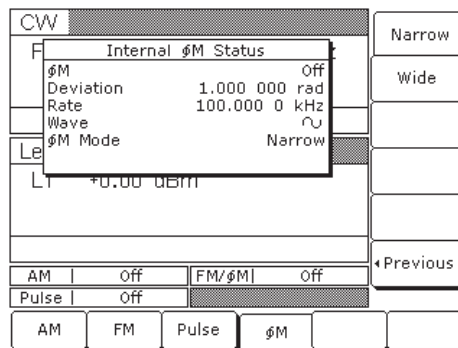 CW
F
z
Internal ϕM Status
ϕM Off
Deviation 1.000 000 rad
Rate 100.000 0 kHz
Wave
ϕM Mode Narrow
Le
L1 +0.00 dBm
AM Off FM/ϕM Off
Pulse Off
AM FM Pulse ϕM
Narrow
Wide
Previous